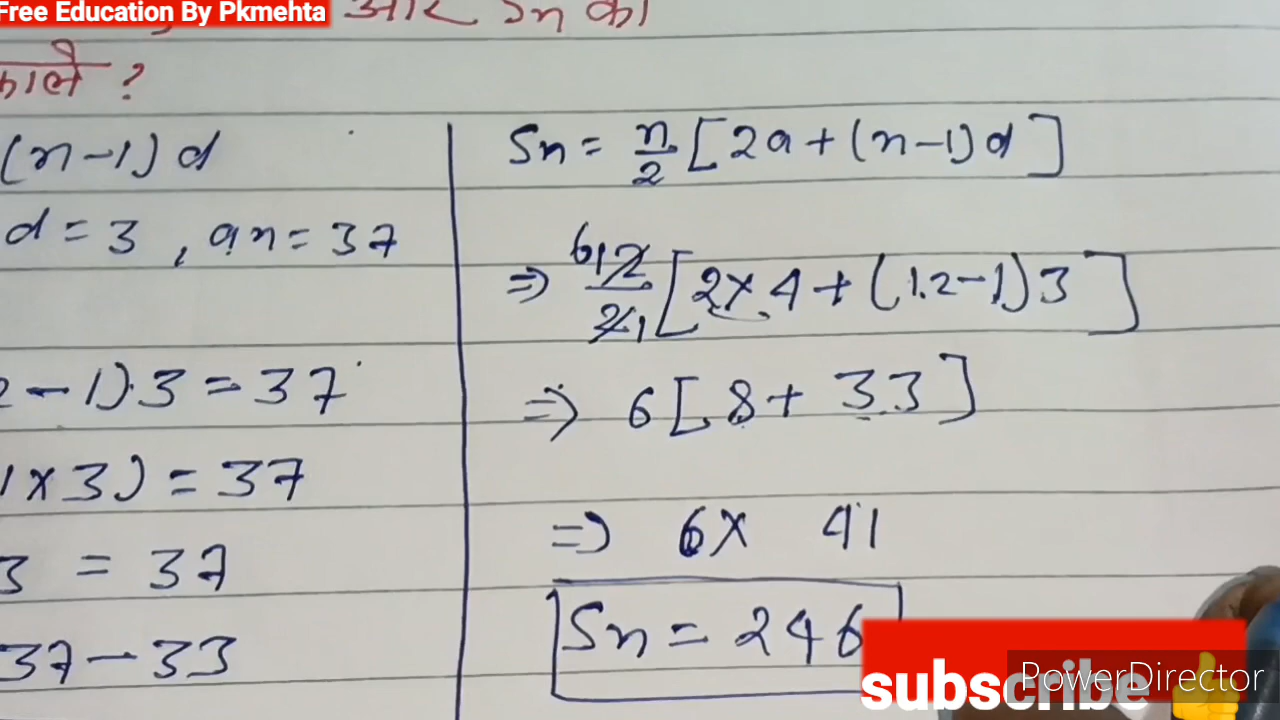 Free Education By Pkmehta
और Sn का
निकाले ?
(n-1)d
d = 3 , an = 37
2 - 1).3 = 37
1 x 3) = 37
3 = 37
37 - 33
Sn = n/2 [2a + (n-1)d]
=> 6 12/2 1 [2 x 4 + (12-1)3]
=> 6 [8 + 33]
=> 6 x 41
Sn = 246
subscribe
PowerDirector